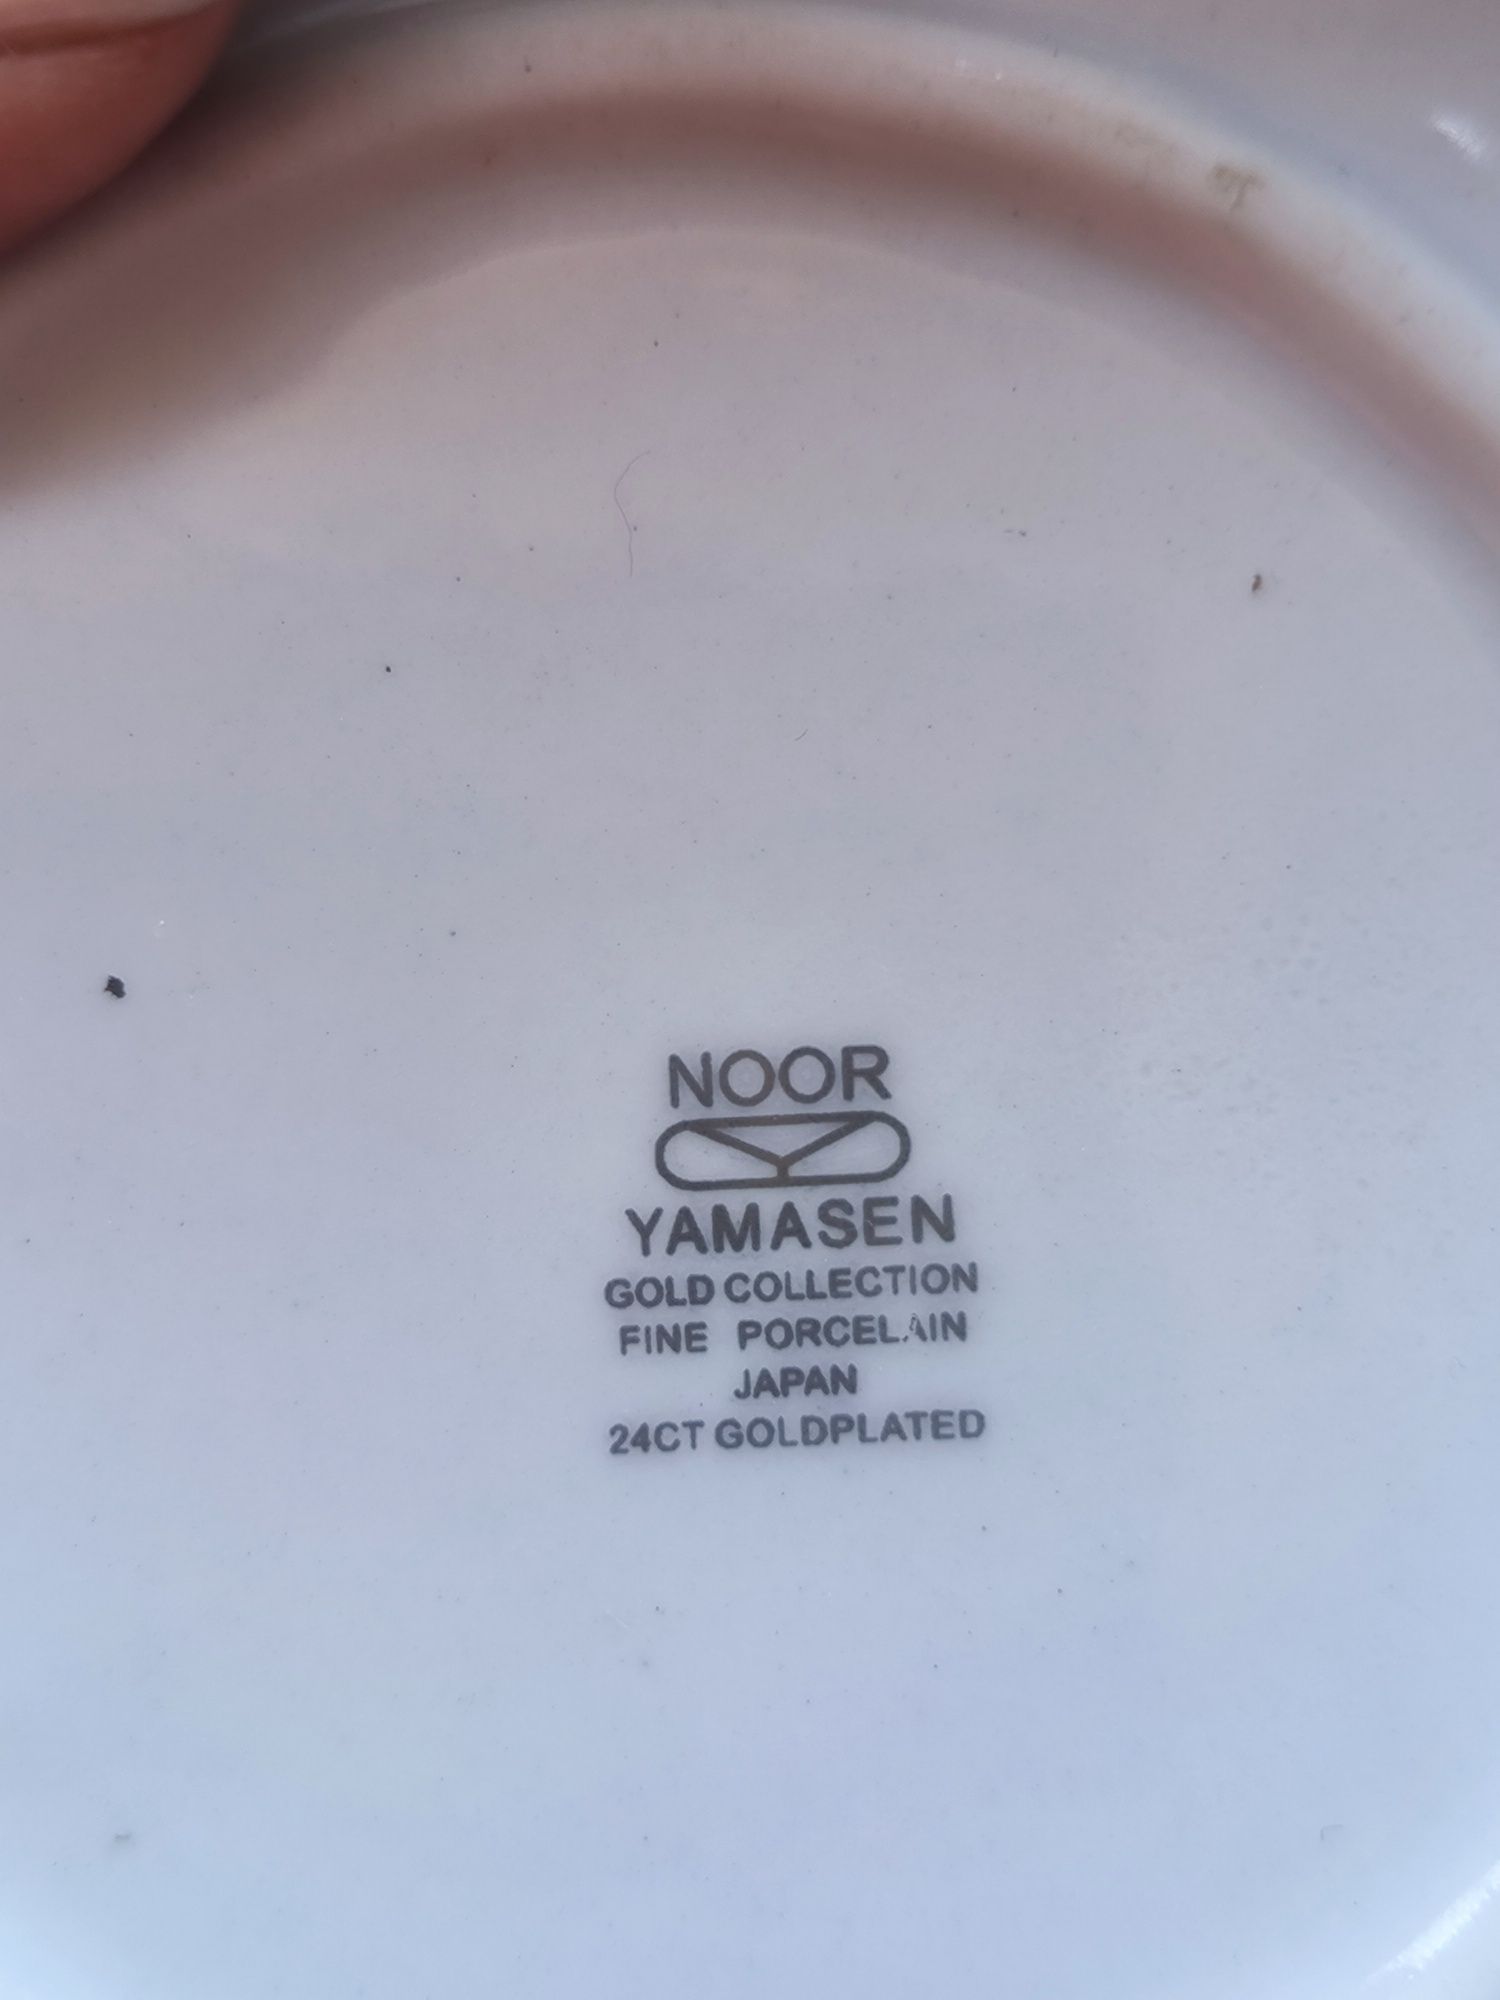 NOOR
YAMASEN
GOLD COLLECTION
FINE PORCELAIN
JAPAN
24CT GOLDPLATED